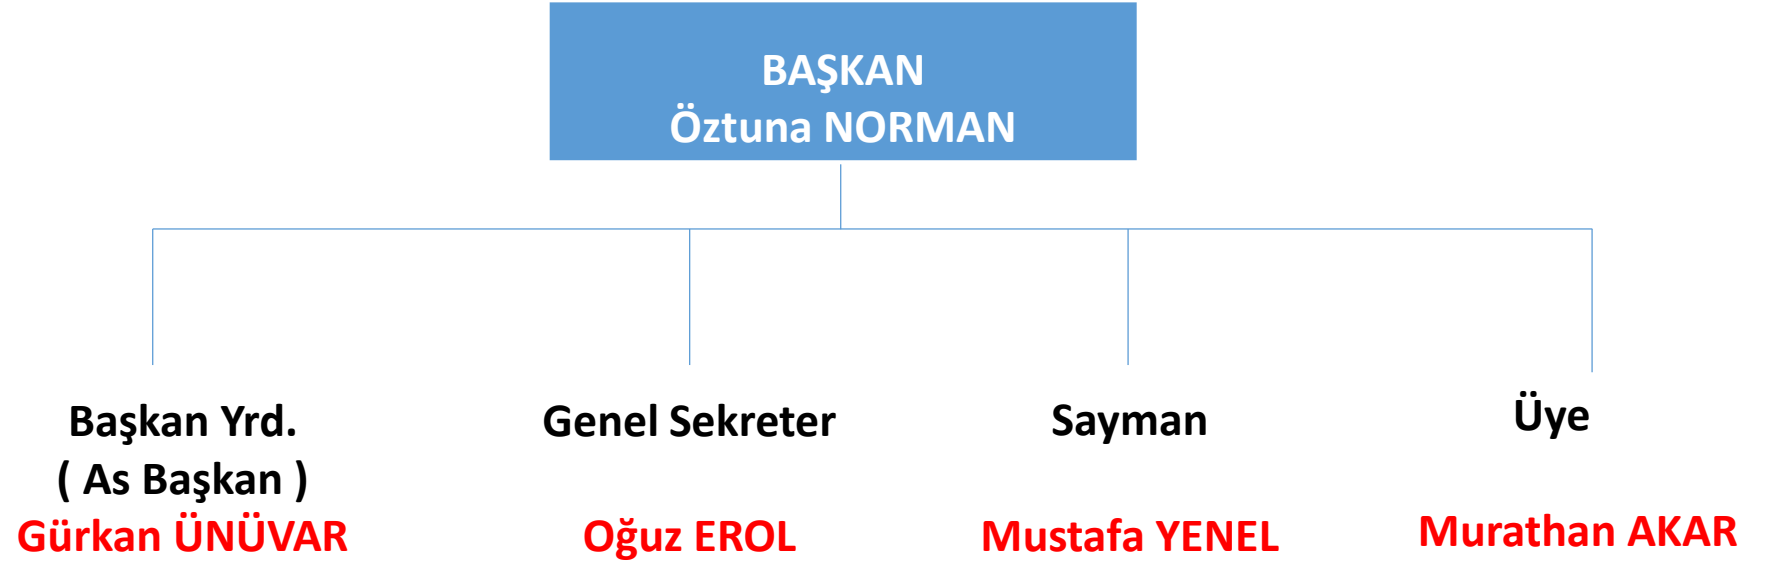 BAŞKAN
Öztuna NORMAN
Başkan Yrd.
( As Başkan )
Gürkan ÜNÜVAR
Genel Sekreter
Oğuz EROL
Sayman
Mustafa YENEL
Üye
Murathan AKAR